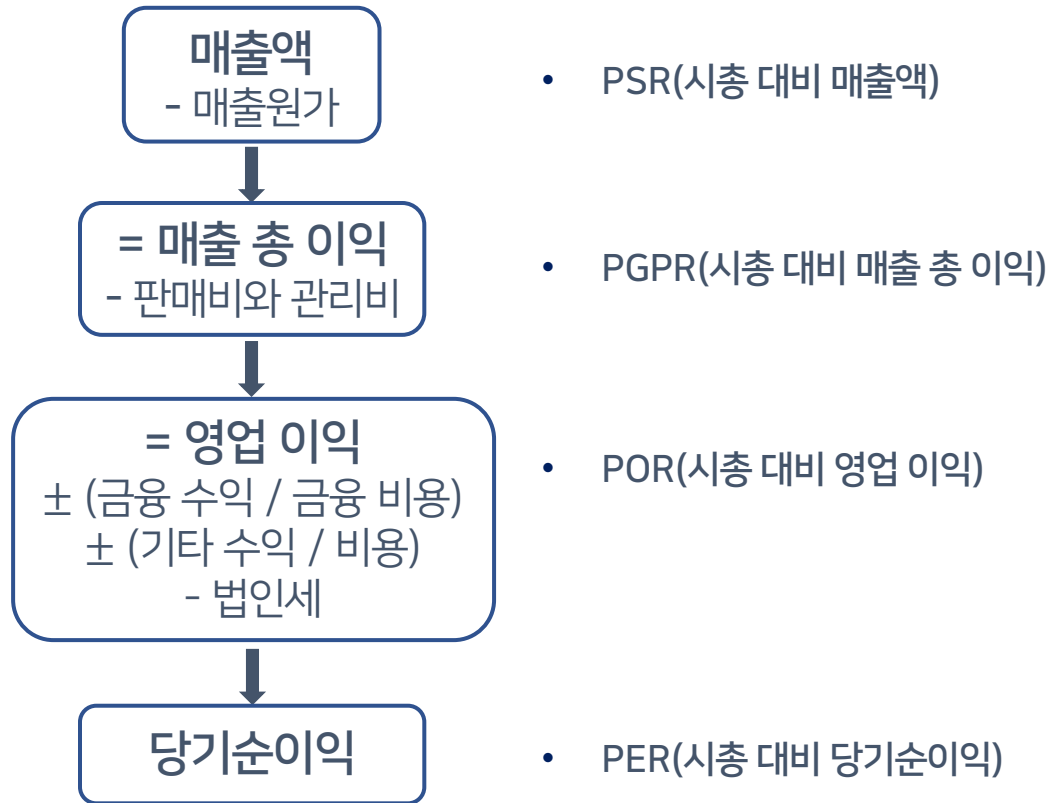 매출액
- 매출원가
• PSR(시총 대비 매출액)
= 매출 총 이익
- 판매비와 관리비
• PGPR(시총 대비 매출 총 이익)
= 영업 이익
± (금융 수익 / 금융 비용)
± (기타 수익 / 비용)
- 법인세
• POR(시총 대비 영업 이익)
당기순이익
• PER(시총 대비 당기순이익)